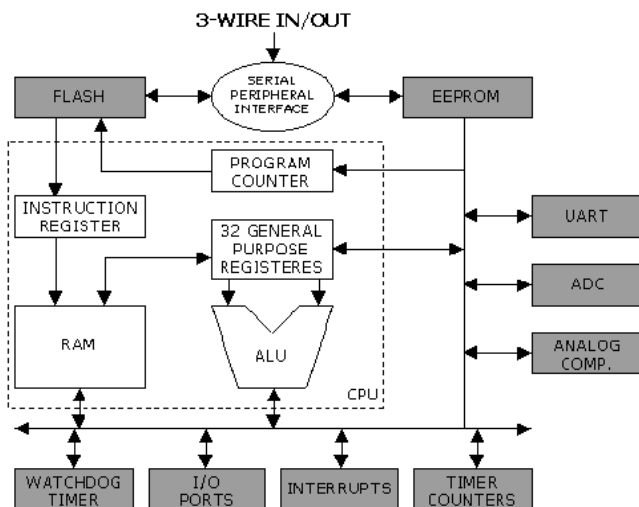 3-WIRE IN/OUT
FLASH
SERIAL
PERIPHERAL
INTERFACE
EEPROM
PROGRAM
COUNTER
INSTRUCTION
REGISTER
32 GENERAL
PURPOSE
REGISTERES
UART
ADC
RAM
ALU
ANALOG
COMP.
CPU
WATCHDOG
TIMER
I/O
PORTS
INTERRUPTS
TIMER
COUNTERS